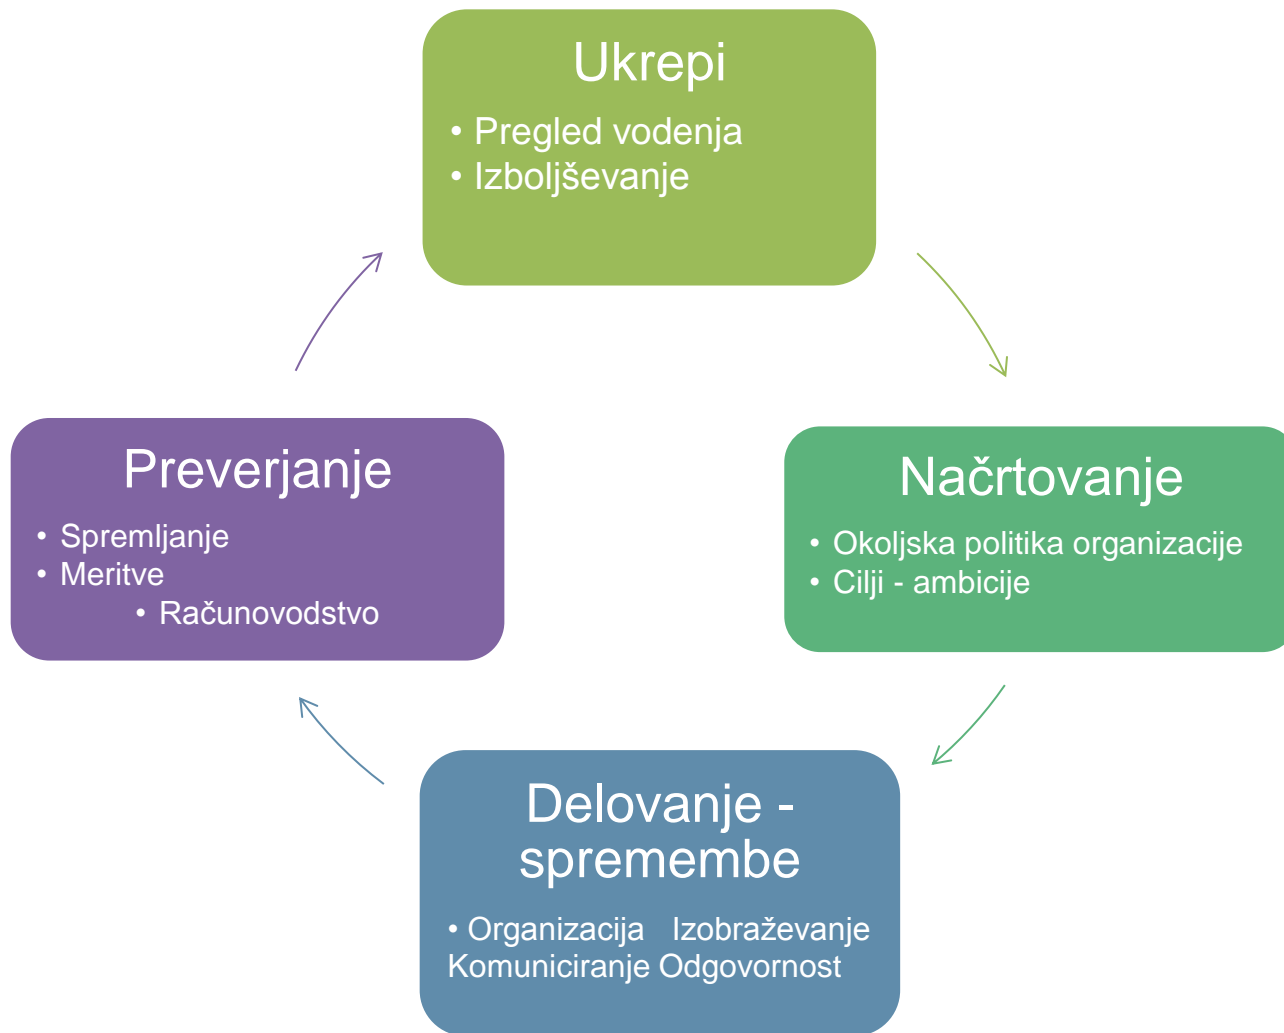 Ukrepi
• Pregled vodenja
• Izboljševanje
Preverjanje
• Spremljanje
• Meritve
• Računovodstvo
Načrtovanje
• Okoljska politika organizacije
• Cilji - ambicije
Delovanje -
spremembe
• Organizacija Izobraževanje
Komuniciranje Odgovornost